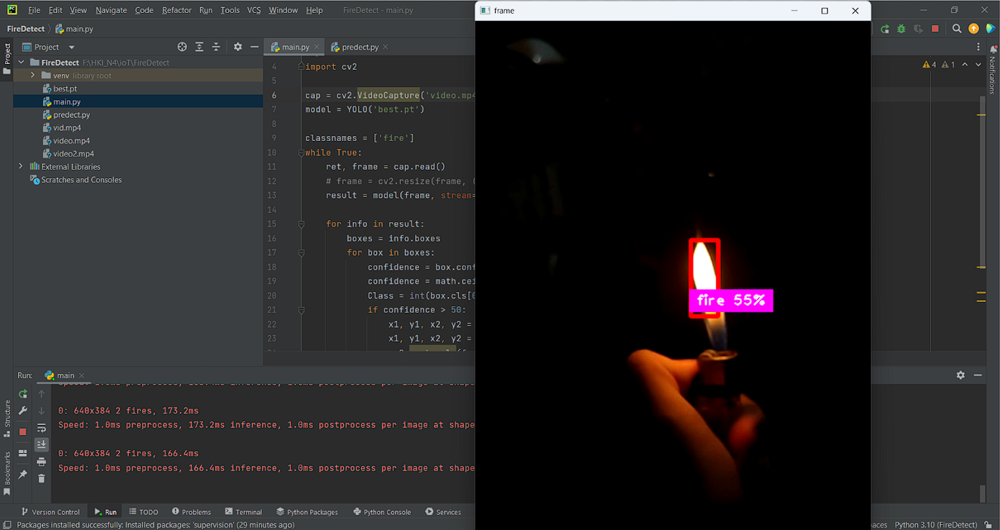 File Edit View Navigate Code Refactor Run Tools VCS Window Help FireDetect - main.py
frame
FireDetect main.py
Project
Project
main.py
predect.py
FireDetect F:\HKI_N4\ioT\FireDetect
venv library root
best.pt
main.py
predect.py
vid.mp4
video.mp4
video2.mp4
External Libraries
Scratches and Consoles
4 import cv2
5
6 cap = cv2.VideoCapture('video.mp4
7 model = YOLO('best.pt')
8
9 classnames = ['fire']
10 while True:
11 ret, frame = cap.read()
12 # frame = cv2.resize(frame, (
13 result = model(frame, stream=
14
15 for info in result:
16 boxes = info.boxes
17 for box in boxes:
18 confidence = box.conf
19 confidence = math.cei
20 Class = int(box.cls[0
21 if confidence > 50:
22 x1, y1, x2, y2 =
23 x1, y1, x2, y2 =
4 1
Notifications
fire 55%
Run: main
0: 640x384 2 fires, 173.2ms
Speed: 1.0ms preprocess, 173.2ms inference, 1.0ms postprocess per image at shape
0: 640x384 2 fires, 166.4ms
Speed: 1.0ms preprocess, 166.4ms inference, 1.0ms postprocess per image at shape
Structure
Bookmarks
Version Control Run TODO Problems Terminal Python Packages Python Console Services
Packages installed successfully: Installed packages: 'supervision' (29 minutes ago)
aces Python 3.10 (FireDetect)